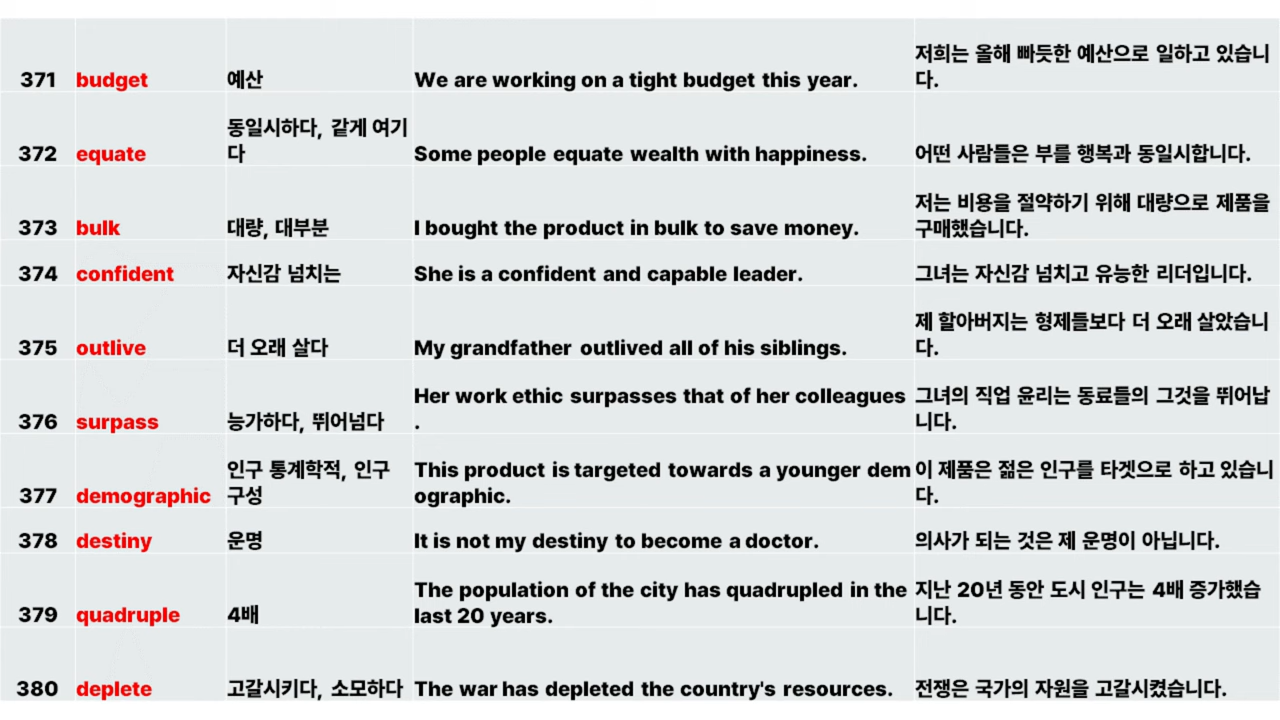 저희는 올해 빠듯한 예산으로 일하고 있습니
371 budget 예산 We are working on a tight budget this year. 다.
동일시하다, 같게 여기
372 equate 다 Some people equate wealth with happiness. 어떤 사람들은 부를 행복과 동일시합니다.
저는 비용을 절약하기 위해 대량으로 제품을
373 bulk 대량, 대부분 I bought the product in bulk to save money. 구매했습니다.
374 confident 자신감 넘치는 She is a confident and capable leader. 그녀는 자신감 넘치고 유능한 리더입니다.
제 할아버지는 형제들보다 더 오래 살았습니
375 outlive 더 오래 살다 My grandfather outlived all of his siblings. 다.
Her work ethic surpasses that of her colleagues 그녀의 직업 윤리는 동료들의 그것을 뛰어납
376 surpass 능가하다, 뛰어넘다 . 니다.
인구 통계학적, 인구 This product is targeted towards a younger dem 이 제품은 젊은 인구를 타겟으로 하고 있습니
377 demographic 구성 ographic. 다.
378 destiny 운명 It is not my destiny to become a doctor. 의사가 되는 것은 제 운명이 아닙니다.
The population of the city has quadrupled in the 지난 20년 동안 도시 인구는 4배 증가했습
379 quadruple 4배 last 20 years. 니다.
380 deplete 고갈시키다, 소모하다 The war has depleted the country's resources. 전쟁은 국가의 자원을 고갈시켰습니다.